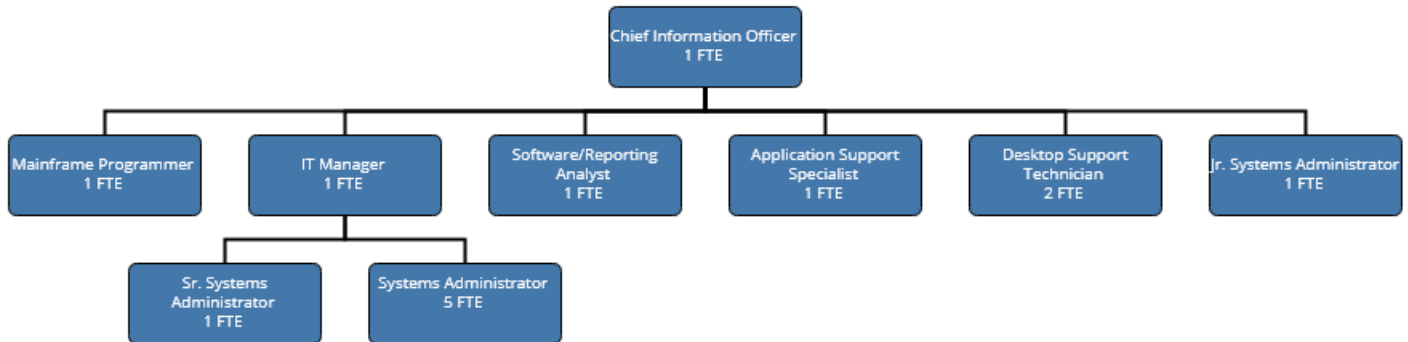 Chief Information Officer
1 FTE
Mainframe Programmer
1 FTE
IT Manager
1 FTE
Software/Reporting
Analyst
1 FTE
Application Support
Specialist
1 FTE
Desktop Support
Technician
2 FTE
Jr. Systems Administrator
1 FTE
Sr. Systems
Administrator
1 FTE
Systems Administrator
5 FTE